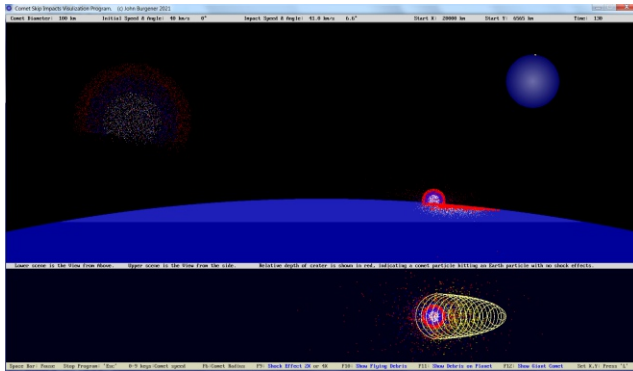 Comet Skip Impacts Visulization Program. (c) John Burgener 2021
Comet Diameter: 100 km Initial Speed & Angle: 40 km/s 0° Impact Speed & Angle: 41.0 km/s 6.6° Start X: 20000 km Start Y: 6565 km Time: 130
Lower scene is the View from Above. Upper scene is the View from the side. Relative depth of crater is shown in red, indicating a comet particle hitting an Earth particle with no shock effects.
Space Bar: Pause Stop Program: 'Esc' 0-9 keys:Comet speed F6:Comet Radius F9: Shock Effect 2X or 4X F10: Show Flying Debris F11: Show Debris on Planet F12: Show Giant Comet Set X,Y: Press 'L'